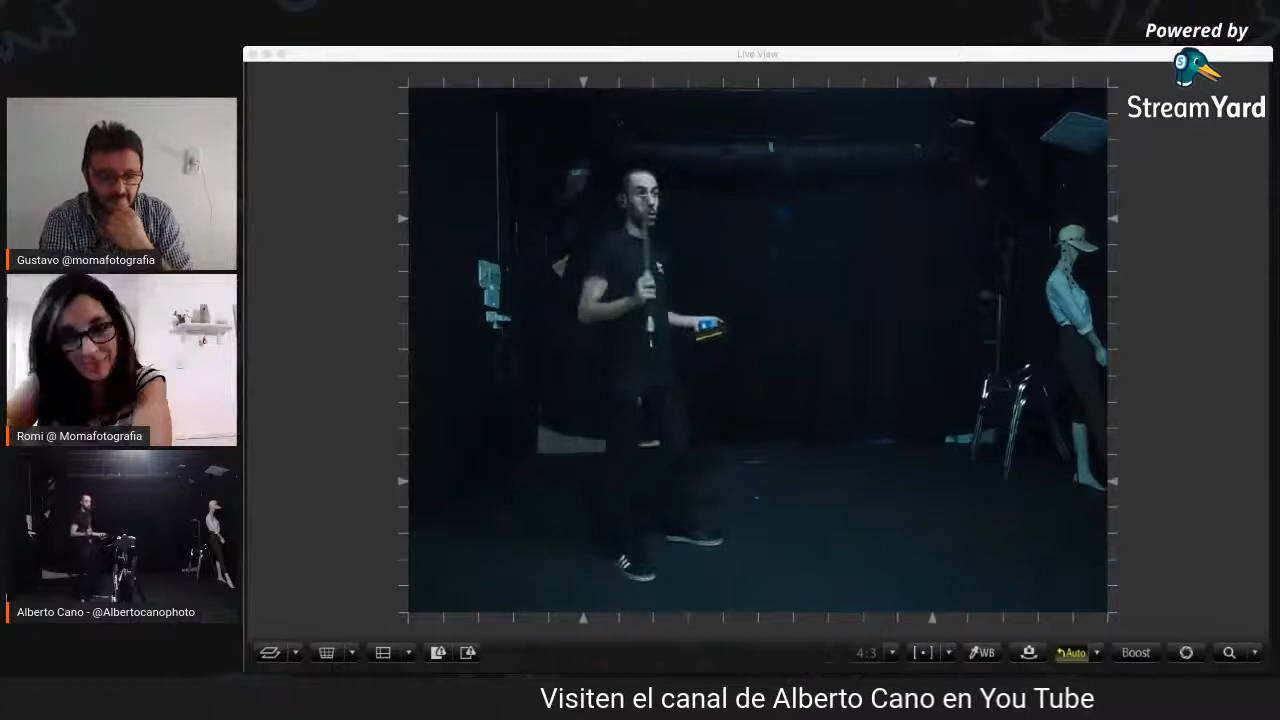 Powered by
StreamYard
Live View
Gustavo @momafotografia
Romi @ Momafotografia
Alberto Cano - @Albertocanophoto
4:3
WB
Auto
Boost
Visiten el canal de Alberto Cano en You Tube